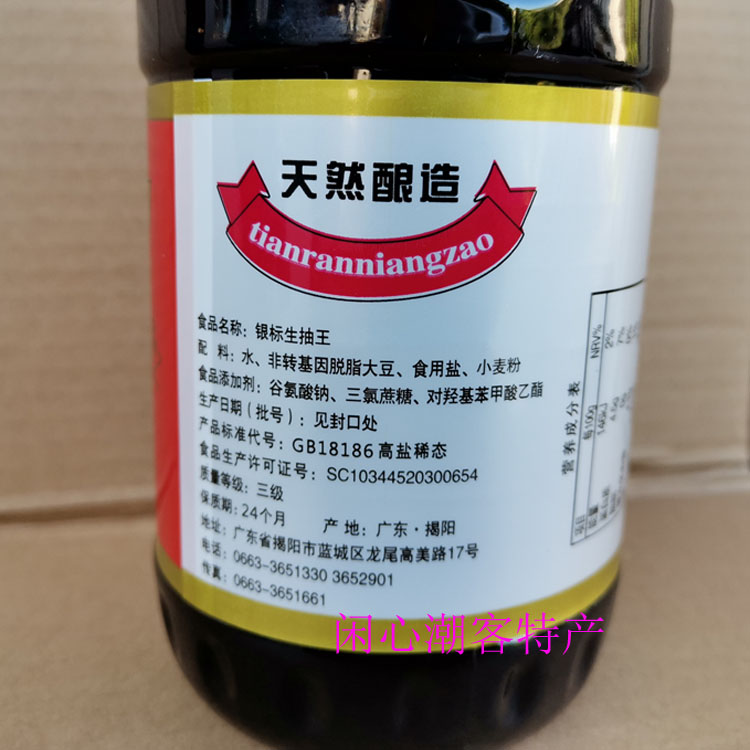 天然酿造
tianranniangzao
食品名称: 银标生抽王
配 料: 水、非转基因脱脂大豆、食用盐、小麦粉
食品添加剂: 谷氨酸钠、三氯蔗糖、对羟基苯甲酸乙酯
生产日期(批号): 见封口处
产品标准代号: GB18186 高盐稀态
食品生产许可证号: SC10344520300654
质量等级: 三级
保质期: 24个月 产 地: 广东·揭阳
地址: 广东省揭阳市蓝城区龙尾高美路17号
电话: 0663-3651330 3652901
传真: 0663-3651661
营养成分表
每100g NRV%
2%
闲心潮客特产